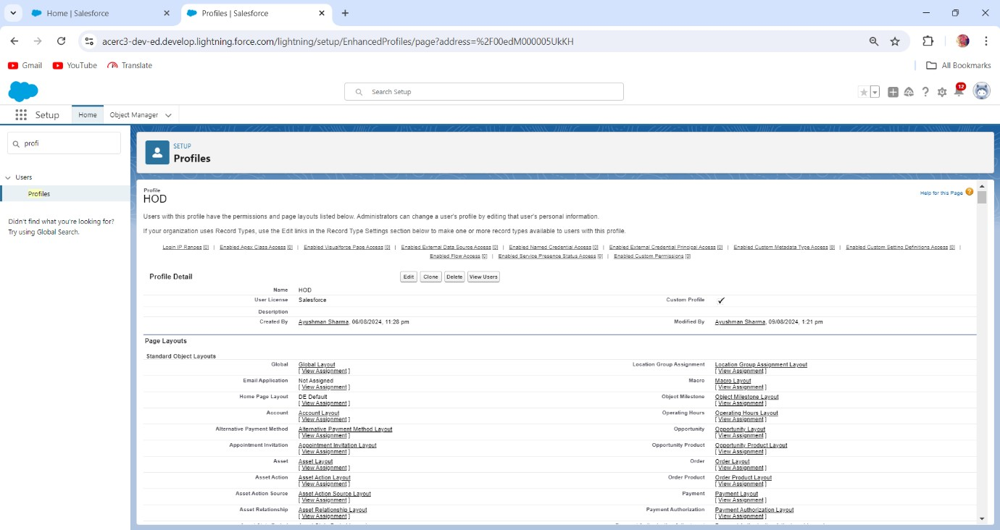 Home | Salesforce
Profiles | Salesforce
acerc3-dev-ed.develop.lightning.force.com/lightning/setup/EnhancedProfiles/page?address=%2F00edM000005UkKH
Gmail YouTube Translate All Bookmarks
Search Setup
12
Setup Home Object Manager
profi
Users
Profiles
Didn't find what you're looking for?
Try using Global Search.
SETUP
Profiles
Profile
HOD
Help for this Page
Users with this profile have the permissions and page layouts listed below. Administrators can change a user's profile by editing that user's personal information.
If your organization uses Record Types, use the Edit links in the Record Type Settings section below to make one or more record types available to users with this profile.
Login IP Ranges [0] | Enabled Apex Class Access [0] | Enabled Visualforce Page Access [0] | Enabled External Data Source Access [0] | Enabled Named Credential Access [0] | Enabled External Credential Principal Access [0] | Enabled Custom Metadata Type Access [0] | Enabled Custom Setting Definitions Access [0] |
Enabled Flow Access [0] | Enabled Service Presence Status Access [0] | Enabled Custom Permissions [0]
Profile Detail Edit Clone Delete View Users
Name HOD
User License Salesforce Custom Profile ✓
Description
Created By Ayushman Sharma, 06/08/2024, 11:28 pm Modified By Ayushman Sharma, 09/08/2024, 1:21 pm
Page Layouts
Standard Object Layouts
Global Global Layout Location Group Assignment Location Group Assignment Layout
[ View Assignment ] [ View Assignment ]
Email Application Not Assigned Macro Macro Layout
[ View Assignment ] [ View Assignment ]
Home Page Layout DE Default Object Milestone Object Milestone Layout
[ View Assignment ] [ View Assignment ]
Account Account Layout Operating Hours Operating Hours Layout
[ View Assignment ] [ View Assignment ]
Alternative Payment Method Alternative Payment Method Layout Opportunity Opportunity Layout
[ View Assignment ] [ View Assignment ]
Appointment Invitation Appointment Invitation Layout Opportunity Product Opportunity Product Layout
[ View Assignment ] [ View Assignment ]
Asset Asset Layout Order Order Layout
[ View Assignment ] [ View Assignment ]
Asset Action Asset Action Layout Order Product Order Product Layout
[ View Assignment ] [ View Assignment ]
Asset Action Source Asset Action Source Layout Payment Payment Layout
[ View Assignment ] [ View Assignment ]
Asset Relationship Asset Relationship Layout Payment Authorization Payment Authorization Layout
[ View Assignment ] [ View Assignment ]